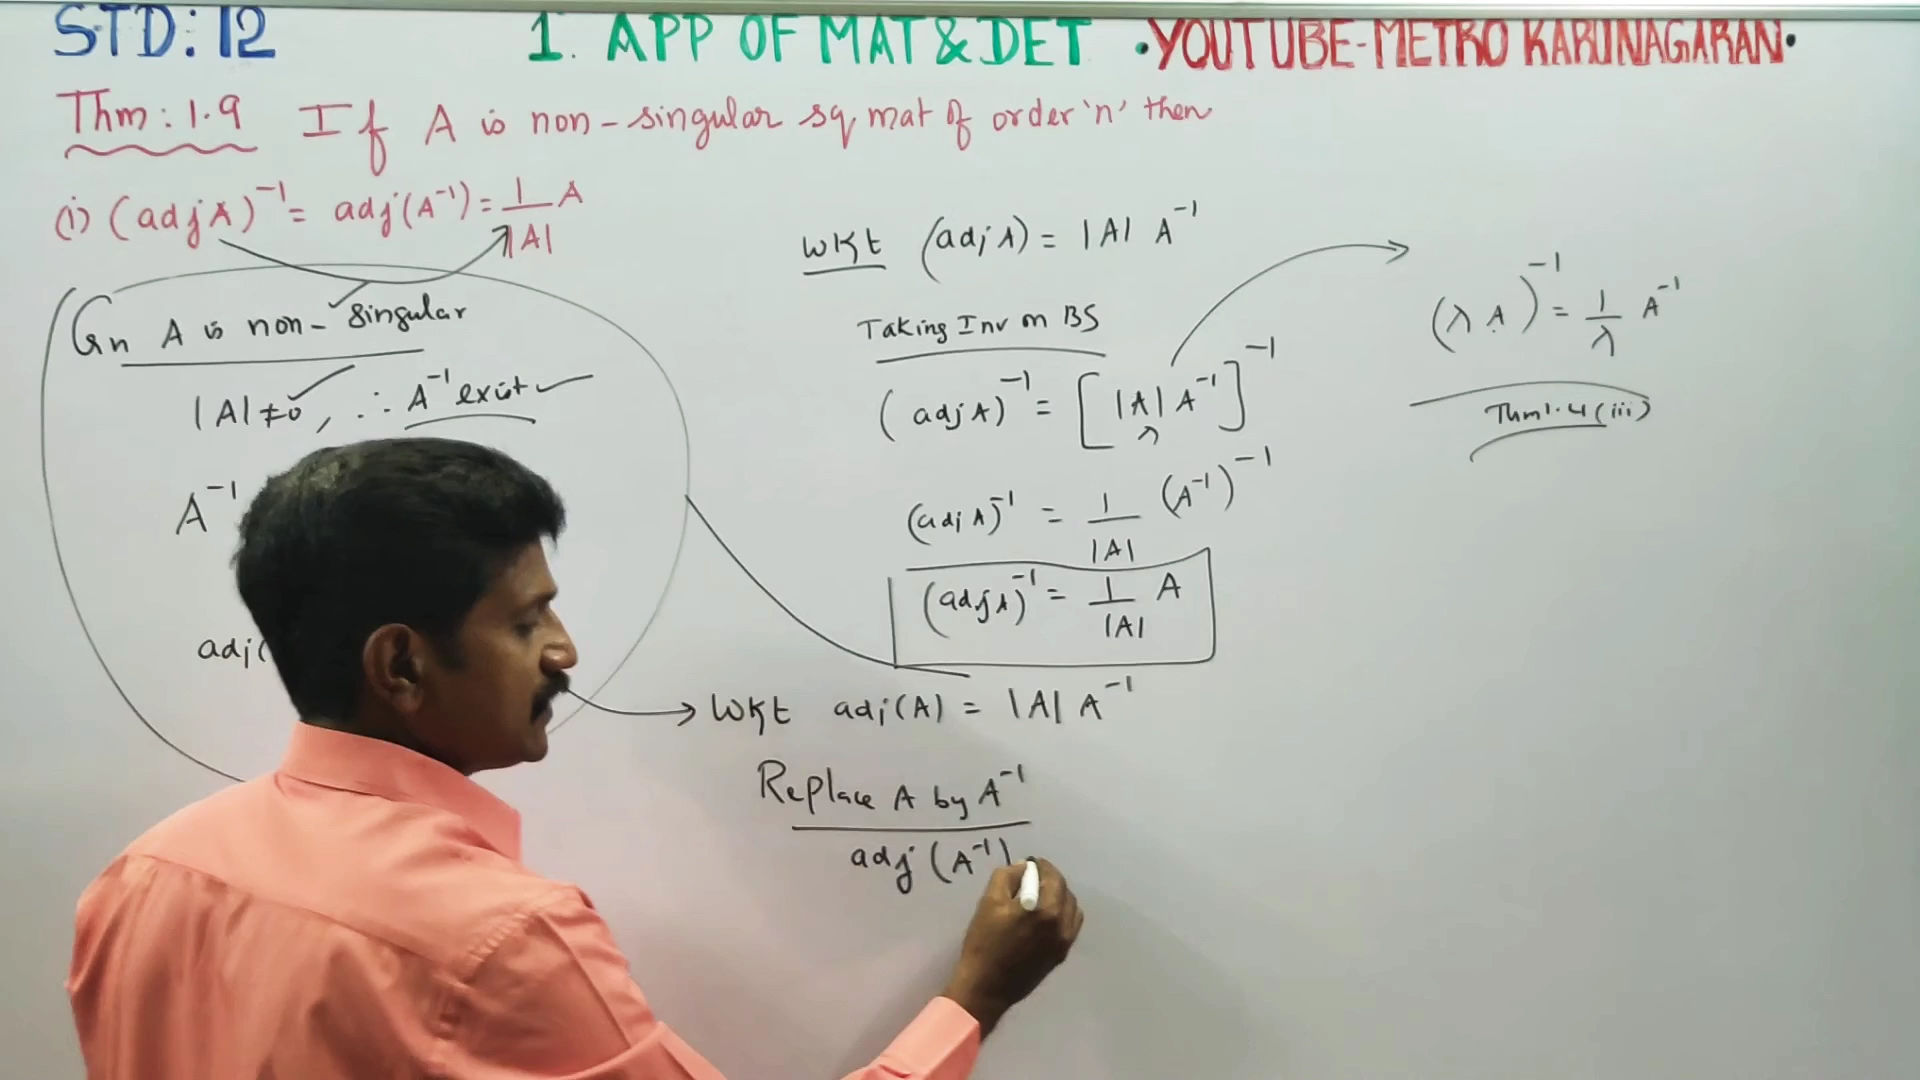 STD: 12 1. APP OF MAT & DET •YOUTUBE-METRO KARUNAGARAN•
Thm: 1.9 If A is non-singular sq mat of order 'n' then
(i) (adj A)⁻¹ = adj(A⁻¹) = 1/|A| A
Gn A is non-singular
|A| ≠ 0, ∴ A⁻¹ exist
A⁻¹
adj(
WKt (adj A) = |A| A⁻¹
Taking Inv on BS
(adj A)⁻¹ = [|A| A⁻¹]⁻¹
λ
(adj A)⁻¹ = 1/|A| (A⁻¹)⁻¹
(adj A)⁻¹ = 1/|A| A
WKt adj(A) = |A| A⁻¹
Replace A by A⁻¹
adj (A⁻¹)
(λ A)⁻¹ = 1/λ A⁻¹
Thm 1.4 (iii)